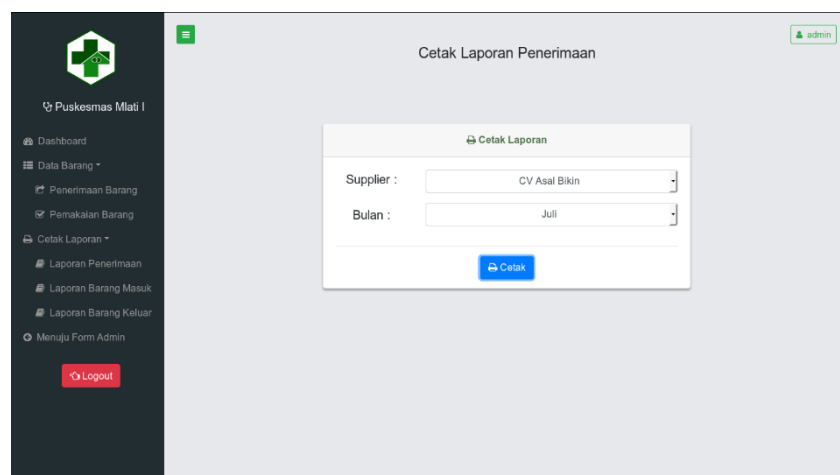 admin
Cetak Laporan Penerimaan
Puskesmas Mlati I
Dashboard
Data Barang
Penerimaan Barang
Pemakaian Barang
Cetak Laporan
Laporan Penerimaan
Laporan Barang Masuk
Laporan Barang Keluar
Menuju Form Admin
Logout
Cetak Laporan
Supplier : CV Asal Bikin
Bulan : Juli
Cetak